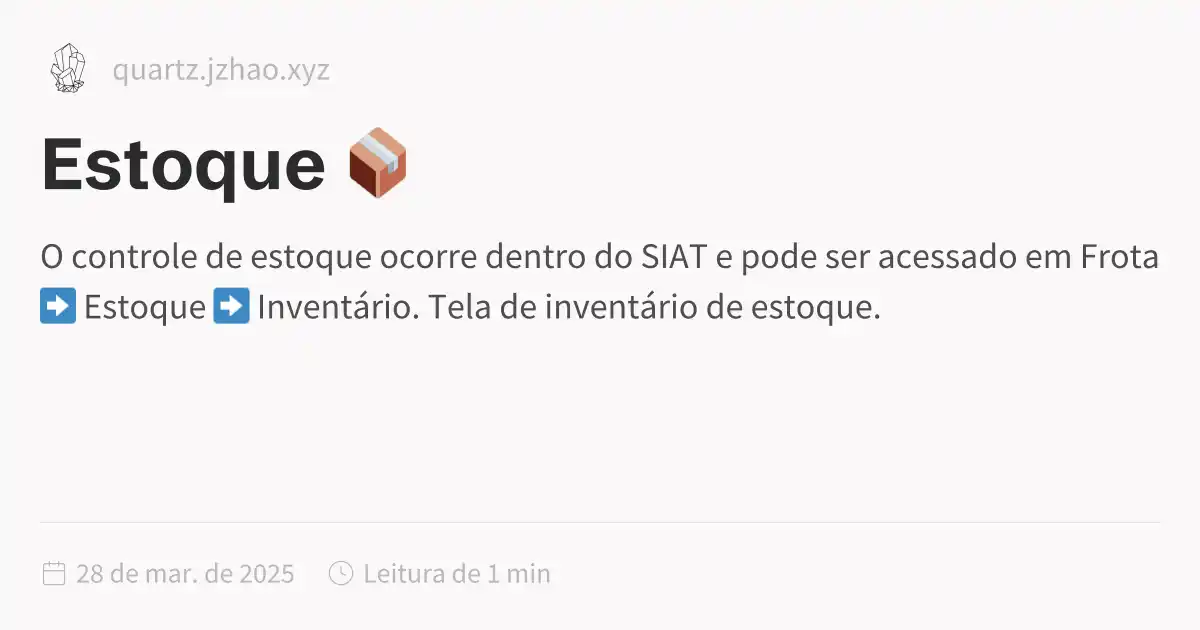 quartz.jzhao.xyz
Estoque 📦
O controle de estoque ocorre dentro do SIAT e pode ser acessado em Frota
➡️ Estoque ➡️ Inventário. Tela de inventário de estoque.
28 de mar. de 2025 Leitura de 1 min